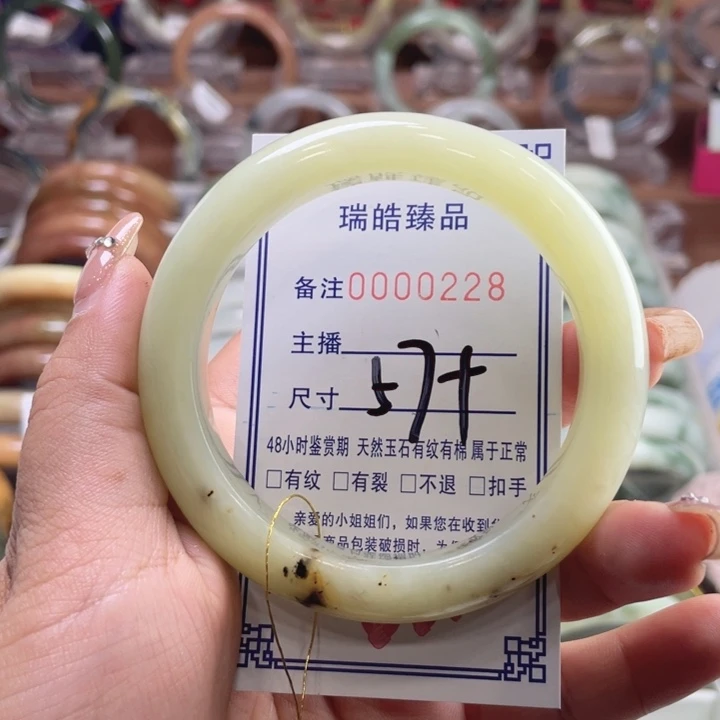 瑞皓臻品
备注0000228
主播
尺寸 57+
48小时鉴赏期 天然玉石有纹有棉 属于正常
□有纹 □有裂 □不退 □扣手
亲爱的小姐姐们，如果您在收到
商品包装破损时，为